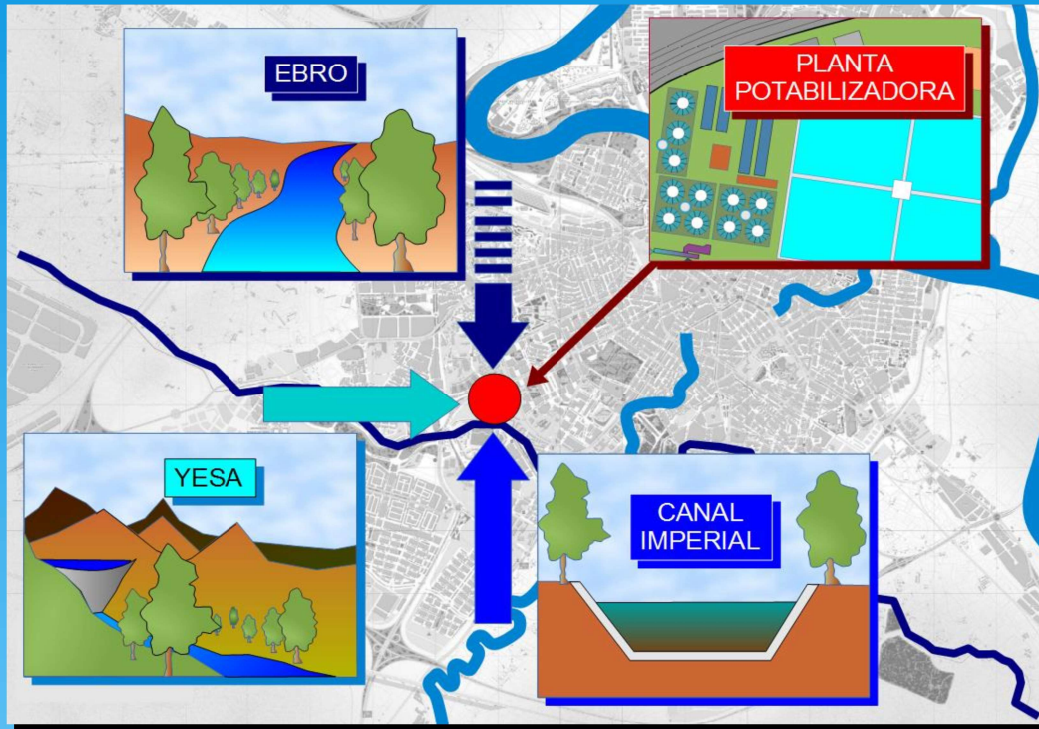 EBRO
PLANTA
POTABILIZADORA
YESA
CANAL
IMPERIAL